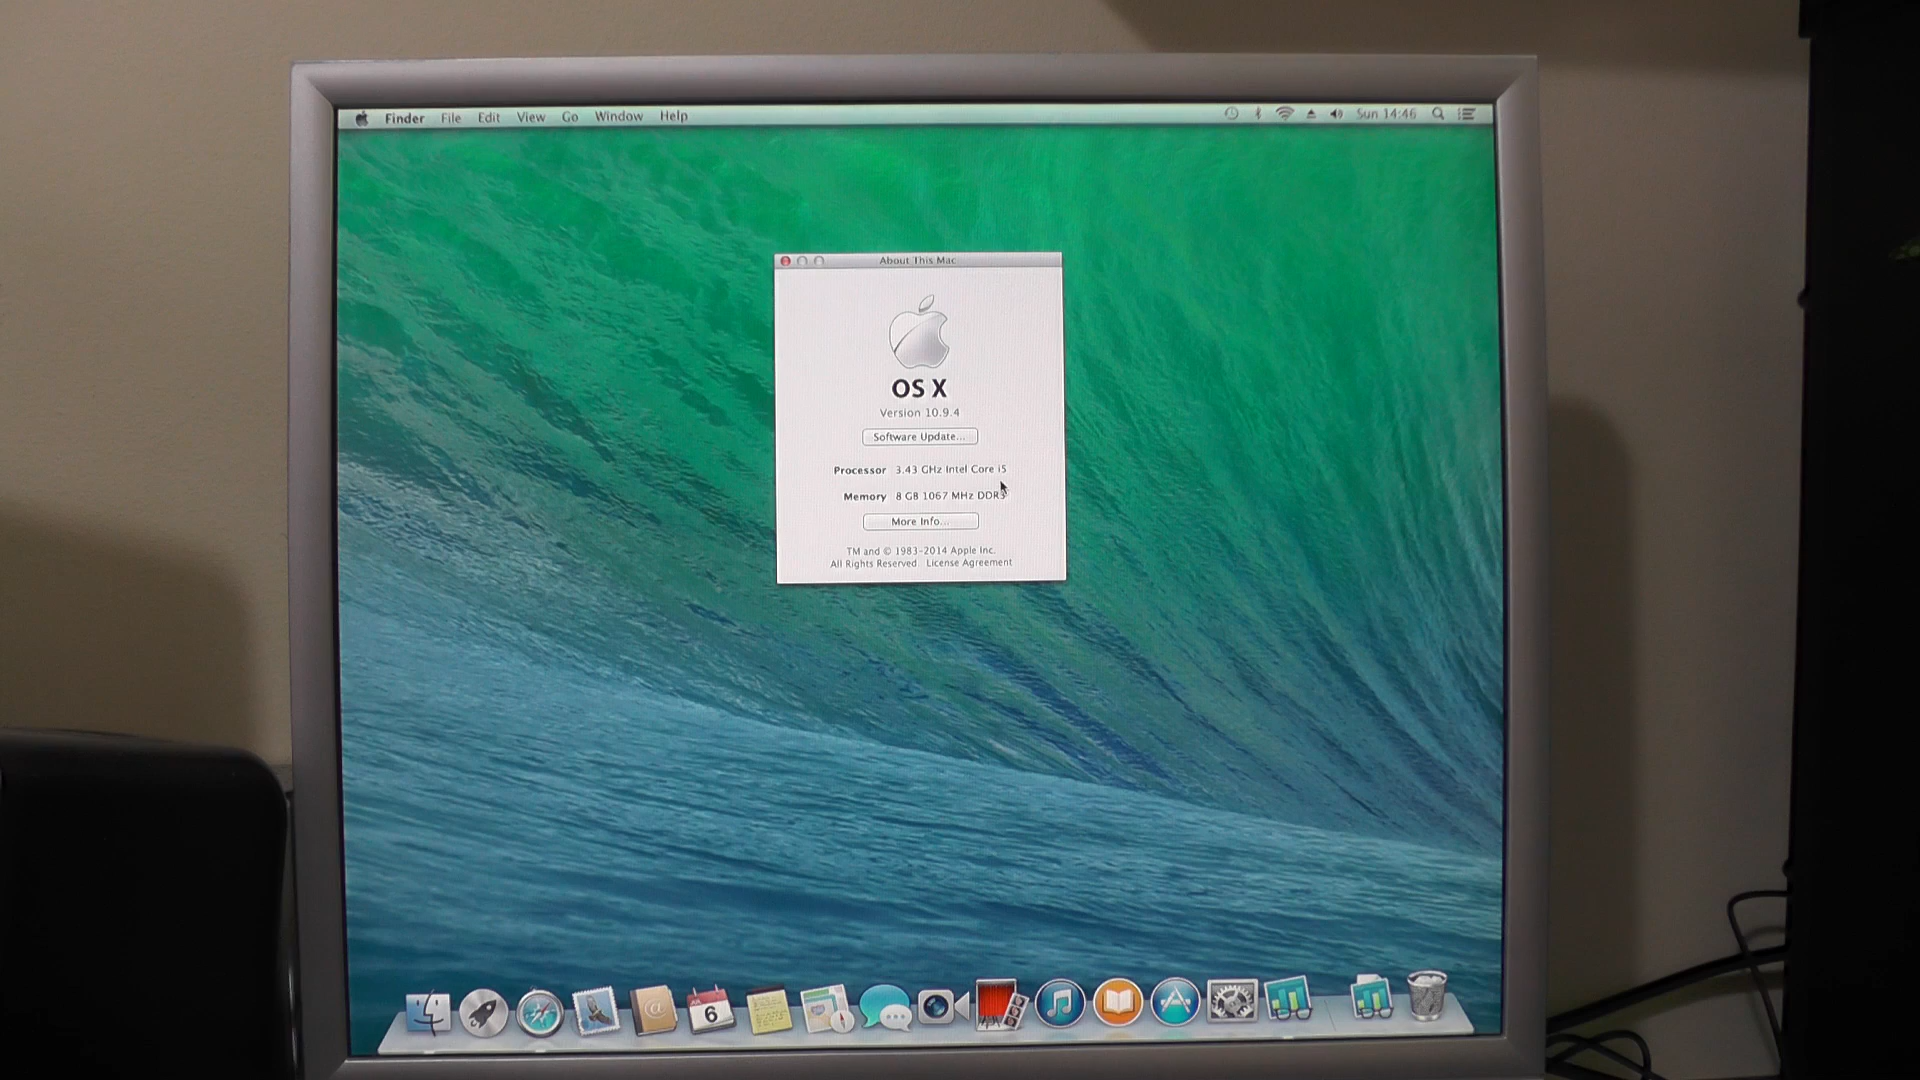 Finder File Edit View Go Window Help Sun 14:46
About This Mac
OS X
Version 10.9.4
Software Update...
Processor 3.43 GHz Intel Core i5
Memory 8 GB 1067 MHz DDR3
More Info...
TM and © 1983-2014 Apple Inc.
All Rights Reserved License Agreement
6